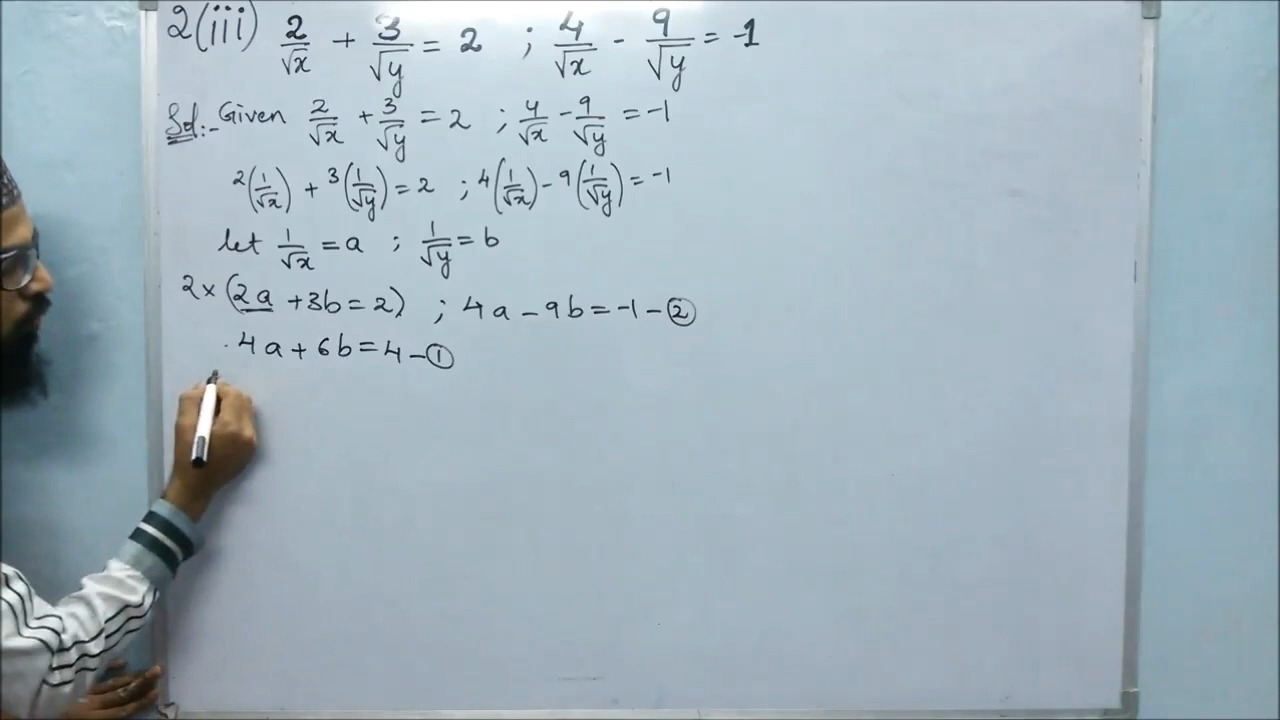 2(iii) 2/√x + 3/√y = 2 ; 4/√x - 9/√y = -1
Sol:- Given 2/√x + 3/√y = 2 ; 4/√x - 9/√y = -1
2(1/√x) + 3(1/√y) = 2 ; 4(1/√x) - 9(1/√y) = -1
let 1/√x = a ; 1/√y = b
2 × (2a + 3b = 2) ; 4a - 9b = -1 - ②
4a + 6b = 4 - ①